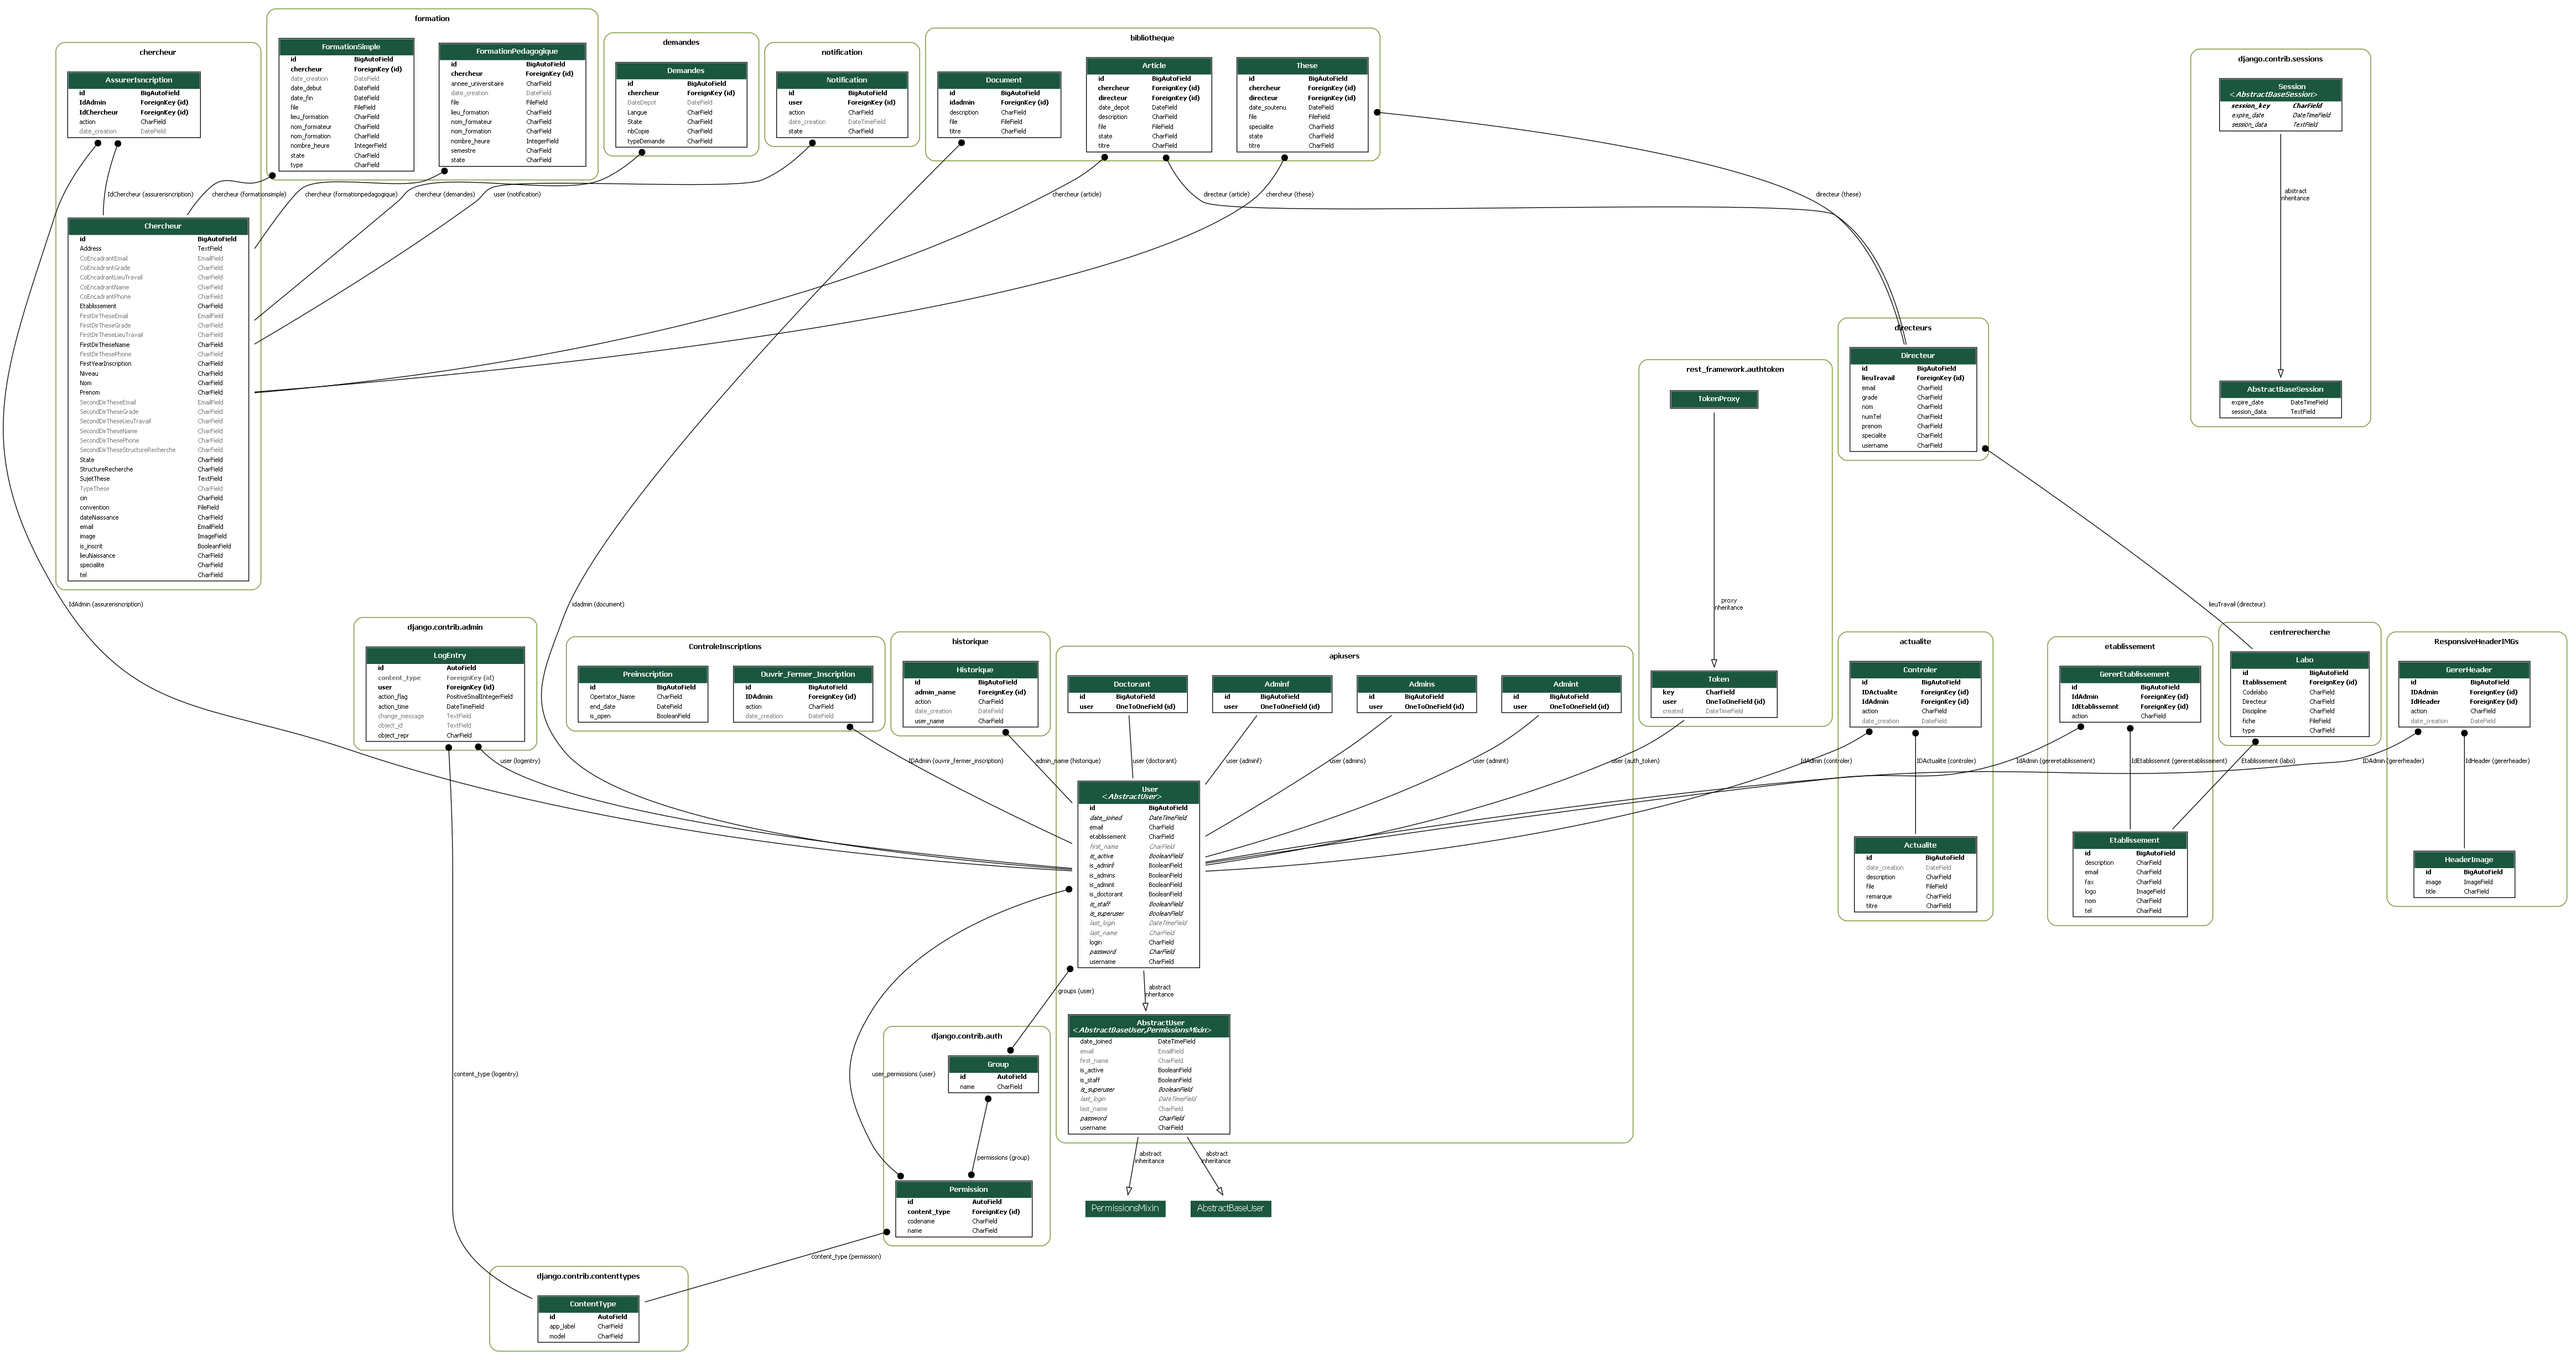 formation
chercheur
demandes
notification
bibliotheque
django.contrib.sessions
AssurerIsncription
id BigAutoField
IdAdmin ForeignKey (id)
IdChercheur ForeignKey (id)
action CharField
date_creation DateField
FormationSimple
id BigAutoField
chercheur ForeignKey (id)
date_creation DateField
date_debut DateField
date_fin DateField
file FileField
lieu_formation CharField
nom_formateur CharField
nom_formation CharField
nombre_heure IntegerField
state CharField
type CharField
FormationPedagogique
id BigAutoField
chercheur ForeignKey (id)
annee_universitaire CharField
date_creation DateField
file FileField
lieu_formation CharField
nom_formateur CharField
nom_formation CharField
nombre_heure IntegerField
semestre CharField
state CharField
Demandes
id BigAutoField
chercheur ForeignKey (id)
DateDepot DateField
Langue CharField
State CharField
nbCopie CharField
typeDemande CharField
Notification
id BigAutoField
user ForeignKey (id)
action CharField
date_creation DateTimeField
state CharField
Document
id BigAutoField
idadmin ForeignKey (id)
description CharField
file FileField
titre CharField
Article
id BigAutoField
chercheur ForeignKey (id)
directeur ForeignKey (id)
date_depot DateField
description CharField
file FileField
state CharField
titre CharField
These
id BigAutoField
chercheur ForeignKey (id)
directeur ForeignKey (id)
date_soutenu DateField
file FileField
specialite CharField
state CharField
titre CharField
Session
<AbstractBaseSession>
session_key CharField
expire_date DateTimeField
session_data TextField
IdChercheur (assurerisncription)
chercheur (formationsimple)
chercheur (formationpedagogique)
chercheur (demandes)
user (notification)
chercheur (article)
directeur (article)
chercheur (these)
directeur (these)
abstract
inheritance
Chercheur
id BigAutoField
Address TextField
CoEncadrantEmail EmailField
CoEncadrantGrade CharField
CoEncadrantLieuTravail CharField
CoEncadrantName CharField
CoEncadrantPhone CharField
Etablissement CharField
FirstDirTheseEmail EmailField
FirstDirTheseGrade CharField
FirstDirTheseLieuTravail CharField
FirstDirTheseName CharField
FirstDirThesePhone CharField
FirstYearInscription CharField
Niveau CharField
Nom CharField
Prenom CharField
SecondDirTheseEmail EmailField
SecondDirTheseGrade CharField
SecondDirTheseLieuTravail CharField
SecondDirTheseName CharField
SecondDirThesePhone CharField
SecondDirTheseStructureRecherche CharField
State CharField
StructureRecherche CharField
SujetThese TextField
TypeThese CharField
cin CharField
convention FileField
dateNaissance CharField
email EmailField
image ImageField
is_inscrit BooleanField
lieuNaissance CharField
specialite CharField
tel CharField
directeurs
Directeur
id BigAutoField
lieuTravail ForeignKey (id)
email CharField
grade CharField
nom CharField
numTel CharField
prenom CharField
specialite CharField
username CharField
rest_framework.authtoken
TokenProxy
AbstractBaseSession
expire_date DateTimeField
session_data TextField
IdAdmin (assurerisncription)
idadmin (document)
proxy
inheritance
lieuTravail (directeur)
django.contrib.admin
LogEntry
id AutoField
content_type ForeignKey (id)
user ForeignKey (id)
action_flag PositiveSmallIntegerField
action_time DateTimeField
change_message TextField
object_id TextField
object_repr CharField
ControleInscriptions
Preinscription
id BigAutoField
Opertator_Name CharField
end_date DateField
is_open BooleanField
Ouvrir_Fermer_Inscription
id BigAutoField
IDAdmin ForeignKey (id)
action CharField
date_creation DateField
historique
Historique
id BigAutoField
admin_name ForeignKey (id)
action CharField
date_creation DateField
user_name CharField
apiusers
Doctorant
id BigAutoField
user OneToOneField (id)
Adminf
id BigAutoField
user OneToOneField (id)
Admins
id BigAutoField
user OneToOneField (id)
Admint
id BigAutoField
user OneToOneField (id)
Token
key CharField
user OneToOneField (id)
created DateTimeField
actualite
Controler
id BigAutoField
IDActualite ForeignKey (id)
IdAdmin ForeignKey (id)
action CharField
date_creation DateField
etablissement
GererEtablissement
id BigAutoField
IdAdmin ForeignKey (id)
IdEtablissemnt ForeignKey (id)
action CharField
centrerecherche
Labo
id BigAutoField
Etablissement ForeignKey (id)
Codelabo CharField
Directeur CharField
Discipline CharField
fiche FileField
type CharField
ResponsiveHeaderIMGs
GererHeader
id BigAutoField
IDAdmin ForeignKey (id)
IdHeader ForeignKey (id)
action CharField
date_creation DateField
user (logentry)
IDAdmin (ouvrir_fermer_inscription)
admin_name (historique)
user (doctorant)
user (adminf)
user (admins)
user (admint)
user (auth_token)
IdAdmin (controler)
IDActualite (controler)
IdAdmin (gereretablissement)
IdEtablissemnt (gereretablissement)
Etablissement (labo)
IDAdmin (gererheader)
IdHeader (gererheader)
User
<AbstractUser>
id BigAutoField
date_joined DateTimeField
email CharField
etablissement CharField
first_name CharField
is_active BooleanField
is_adminf BooleanField
is_admins BooleanField
is_admint BooleanField
is_doctorant BooleanField
is_staff BooleanField
is_superuser BooleanField
last_login DateTimeField
last_name CharField
login CharField
password CharField
username CharField
Actualite
id BigAutoField
date_creation DateField
description CharField
file FileField
remarque CharField
titre CharField
Etablissement
id BigAutoField
description CharField
email CharField
fax CharField
logo ImageField
nom CharField
tel CharField
HeaderImage
id BigAutoField
image ImageField
title CharField
groups (user)
abstract
inheritance
AbstractUser
<AbstractBaseUser,PermissionsMixin>
date_joined DateTimeField
email EmailField
first_name CharField
is_active BooleanField
is_staff BooleanField
is_superuser BooleanField
last_login DateTimeField
last_name CharField
password CharField
username CharField
django.contrib.auth
Group
id AutoField
name CharField
content_type (logentry)
user_permissions (user)
permissions (group)
abstract
inheritance
abstract
inheritance
Permission
id AutoField
content_type ForeignKey (id)
codename CharField
name CharField
PermissionsMixin
AbstractBaseUser
content_type (permission)
django.contrib.contenttypes
ContentType
id AutoField
app_label CharField
model CharField